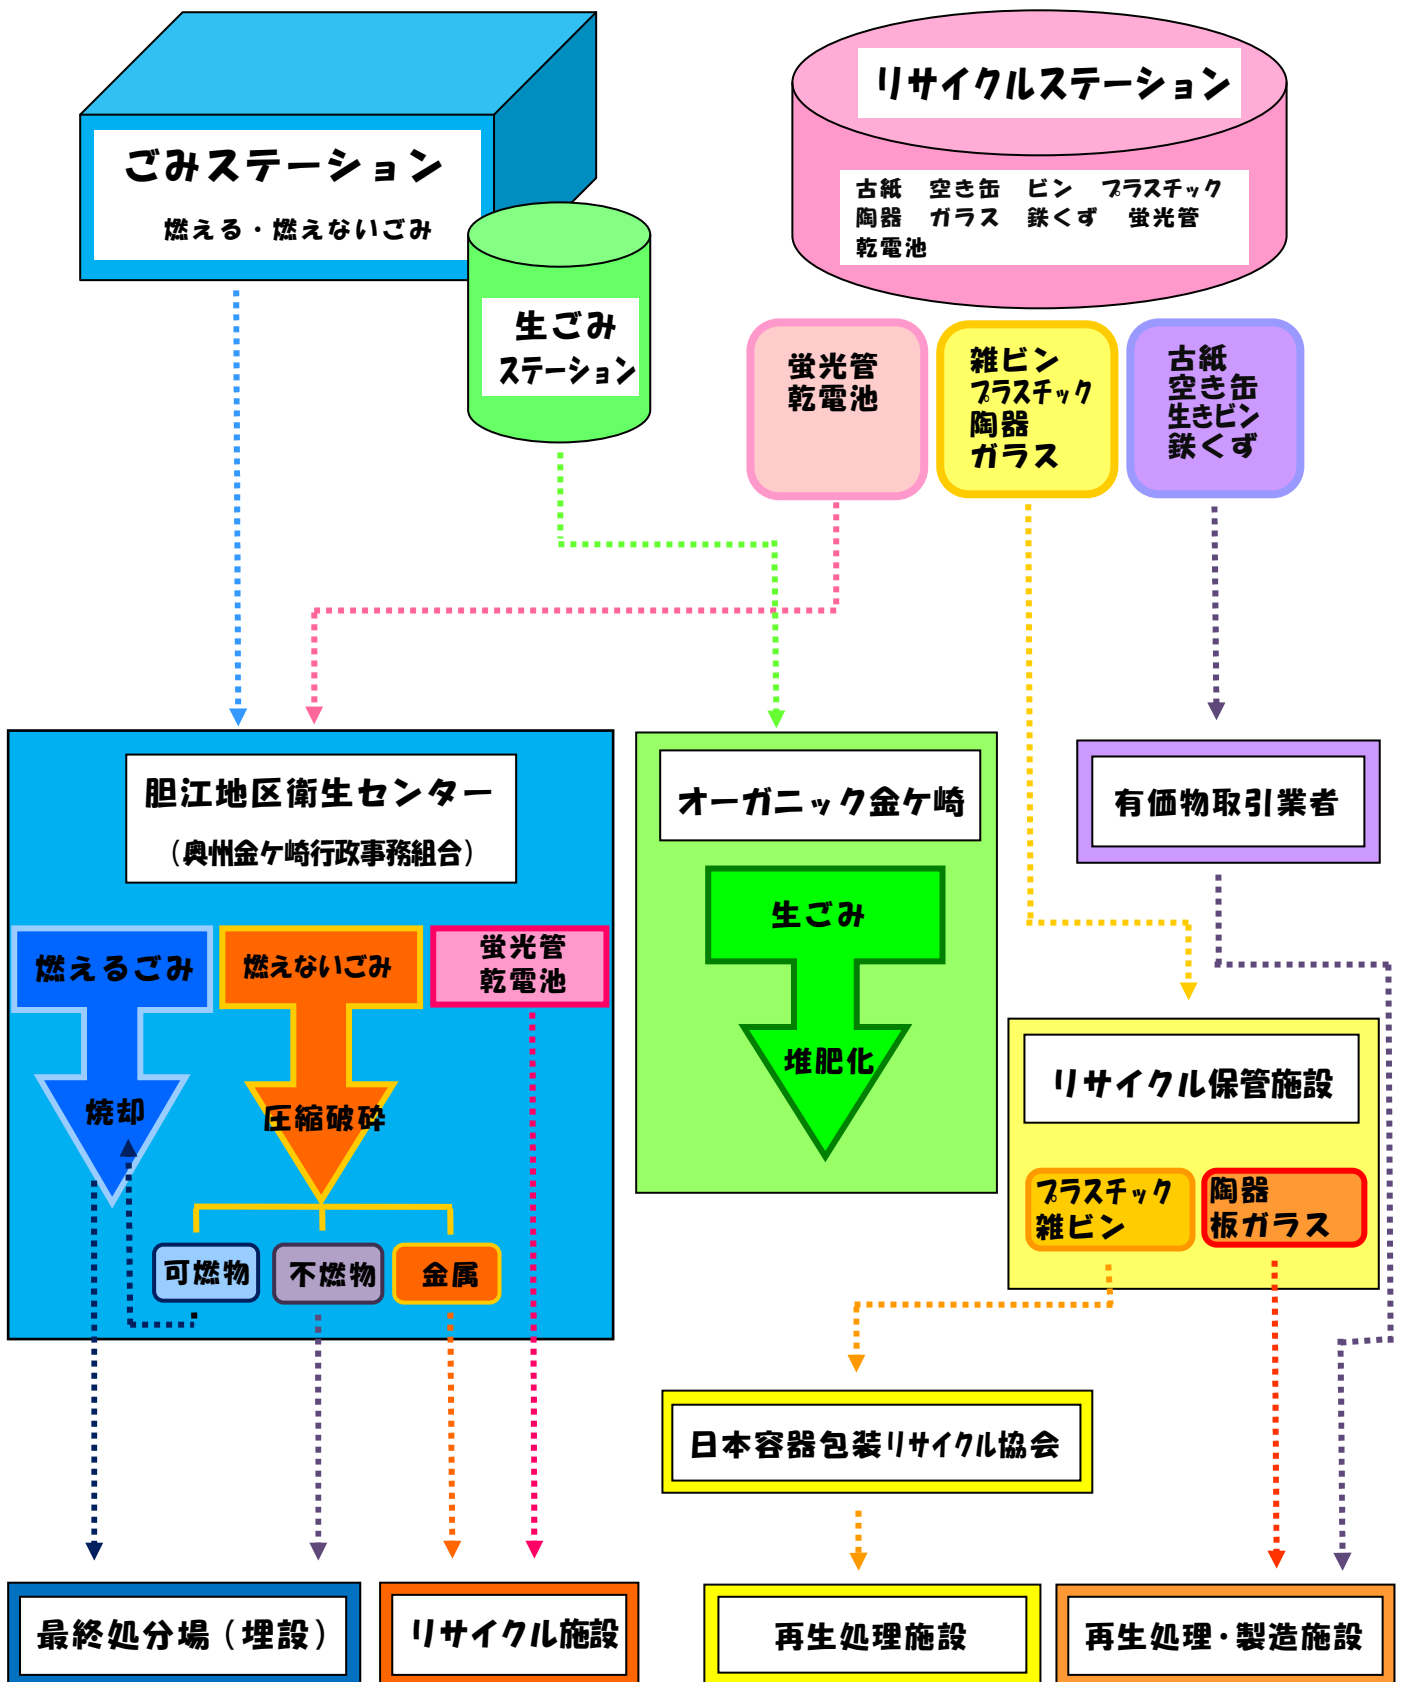 ごみステーション
燃える・燃えないごみ
生ごみ
ステーション
リサイクルステーション
古紙　空き缶　ビン　プラスチック
陶器　ガラス　鉄くず　蛍光管
乾電池
蛍光管
乾電池
雑ビン
プラスチック
陶器
ガラス
古紙
空き缶
生きビン
鉄くず
胆江地区衛生センター
（奥州金ケ崎行政事務組合）
燃えるごみ
焼却
燃えないごみ
圧縮破砕
蛍光管
乾電池
可燃物
不燃物
金属
オーガニック金ケ崎
生ごみ
堆肥化
有価物取引業者
リサイクル保管施設
プラスチック
雑ビン
陶器
板ガラス
日本容器包装リサイクル協会
最終処分場（埋設）
リサイクル施設
再生処理施設
再生処理・製造施設